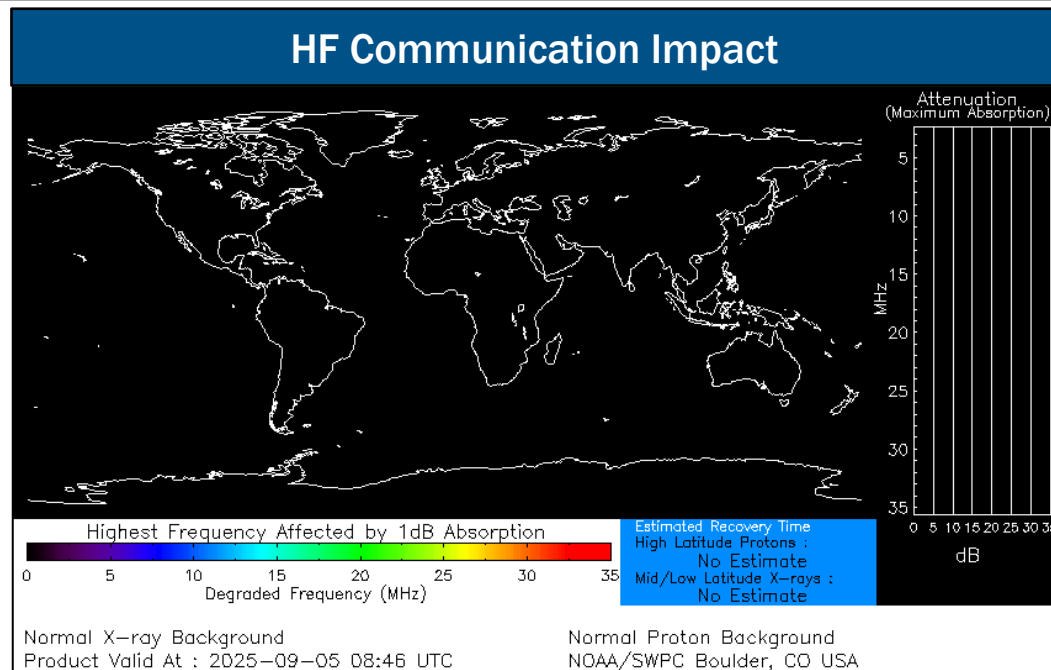 HF Communication Impact
Attenuation
(Maximum Absorption)
5
10
15
20
25
30
35
MHz
0 5 10 15 20 25 30
dB
Highest Frequency Affected by 1dB Absorption
0 5 10 15 20 25 30 35
Degraded Frequency (MHz)
Estimated Recovery Time
High Latitude Protons :
No Estimate
Mid/Low Latitude X-rays :
No Estimate
Normal X-ray Background
Product Valid At : 2025-09-05 08:46 UTC
Normal Proton Background
NOAA/SWPC Boulder, CO USA